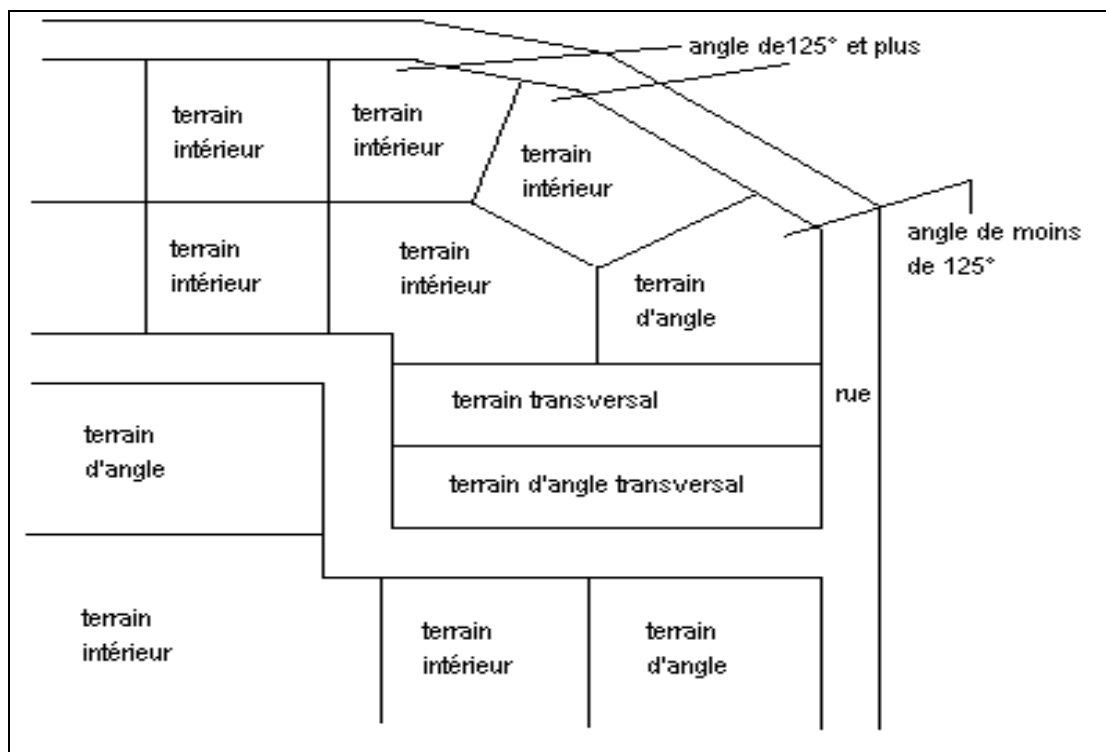 angle de125° et plus
terrain
intérieur
terrain
intérieur
terrain
intérieur
angle de moins
de 125°
terrain
intérieur
terrain
intérieur
terrain
d'angle
terrain transversal
rue
terrain
d'angle
terrain d'angle transversal
terrain
intérieur
terrain
intérieur
terrain
d'angle